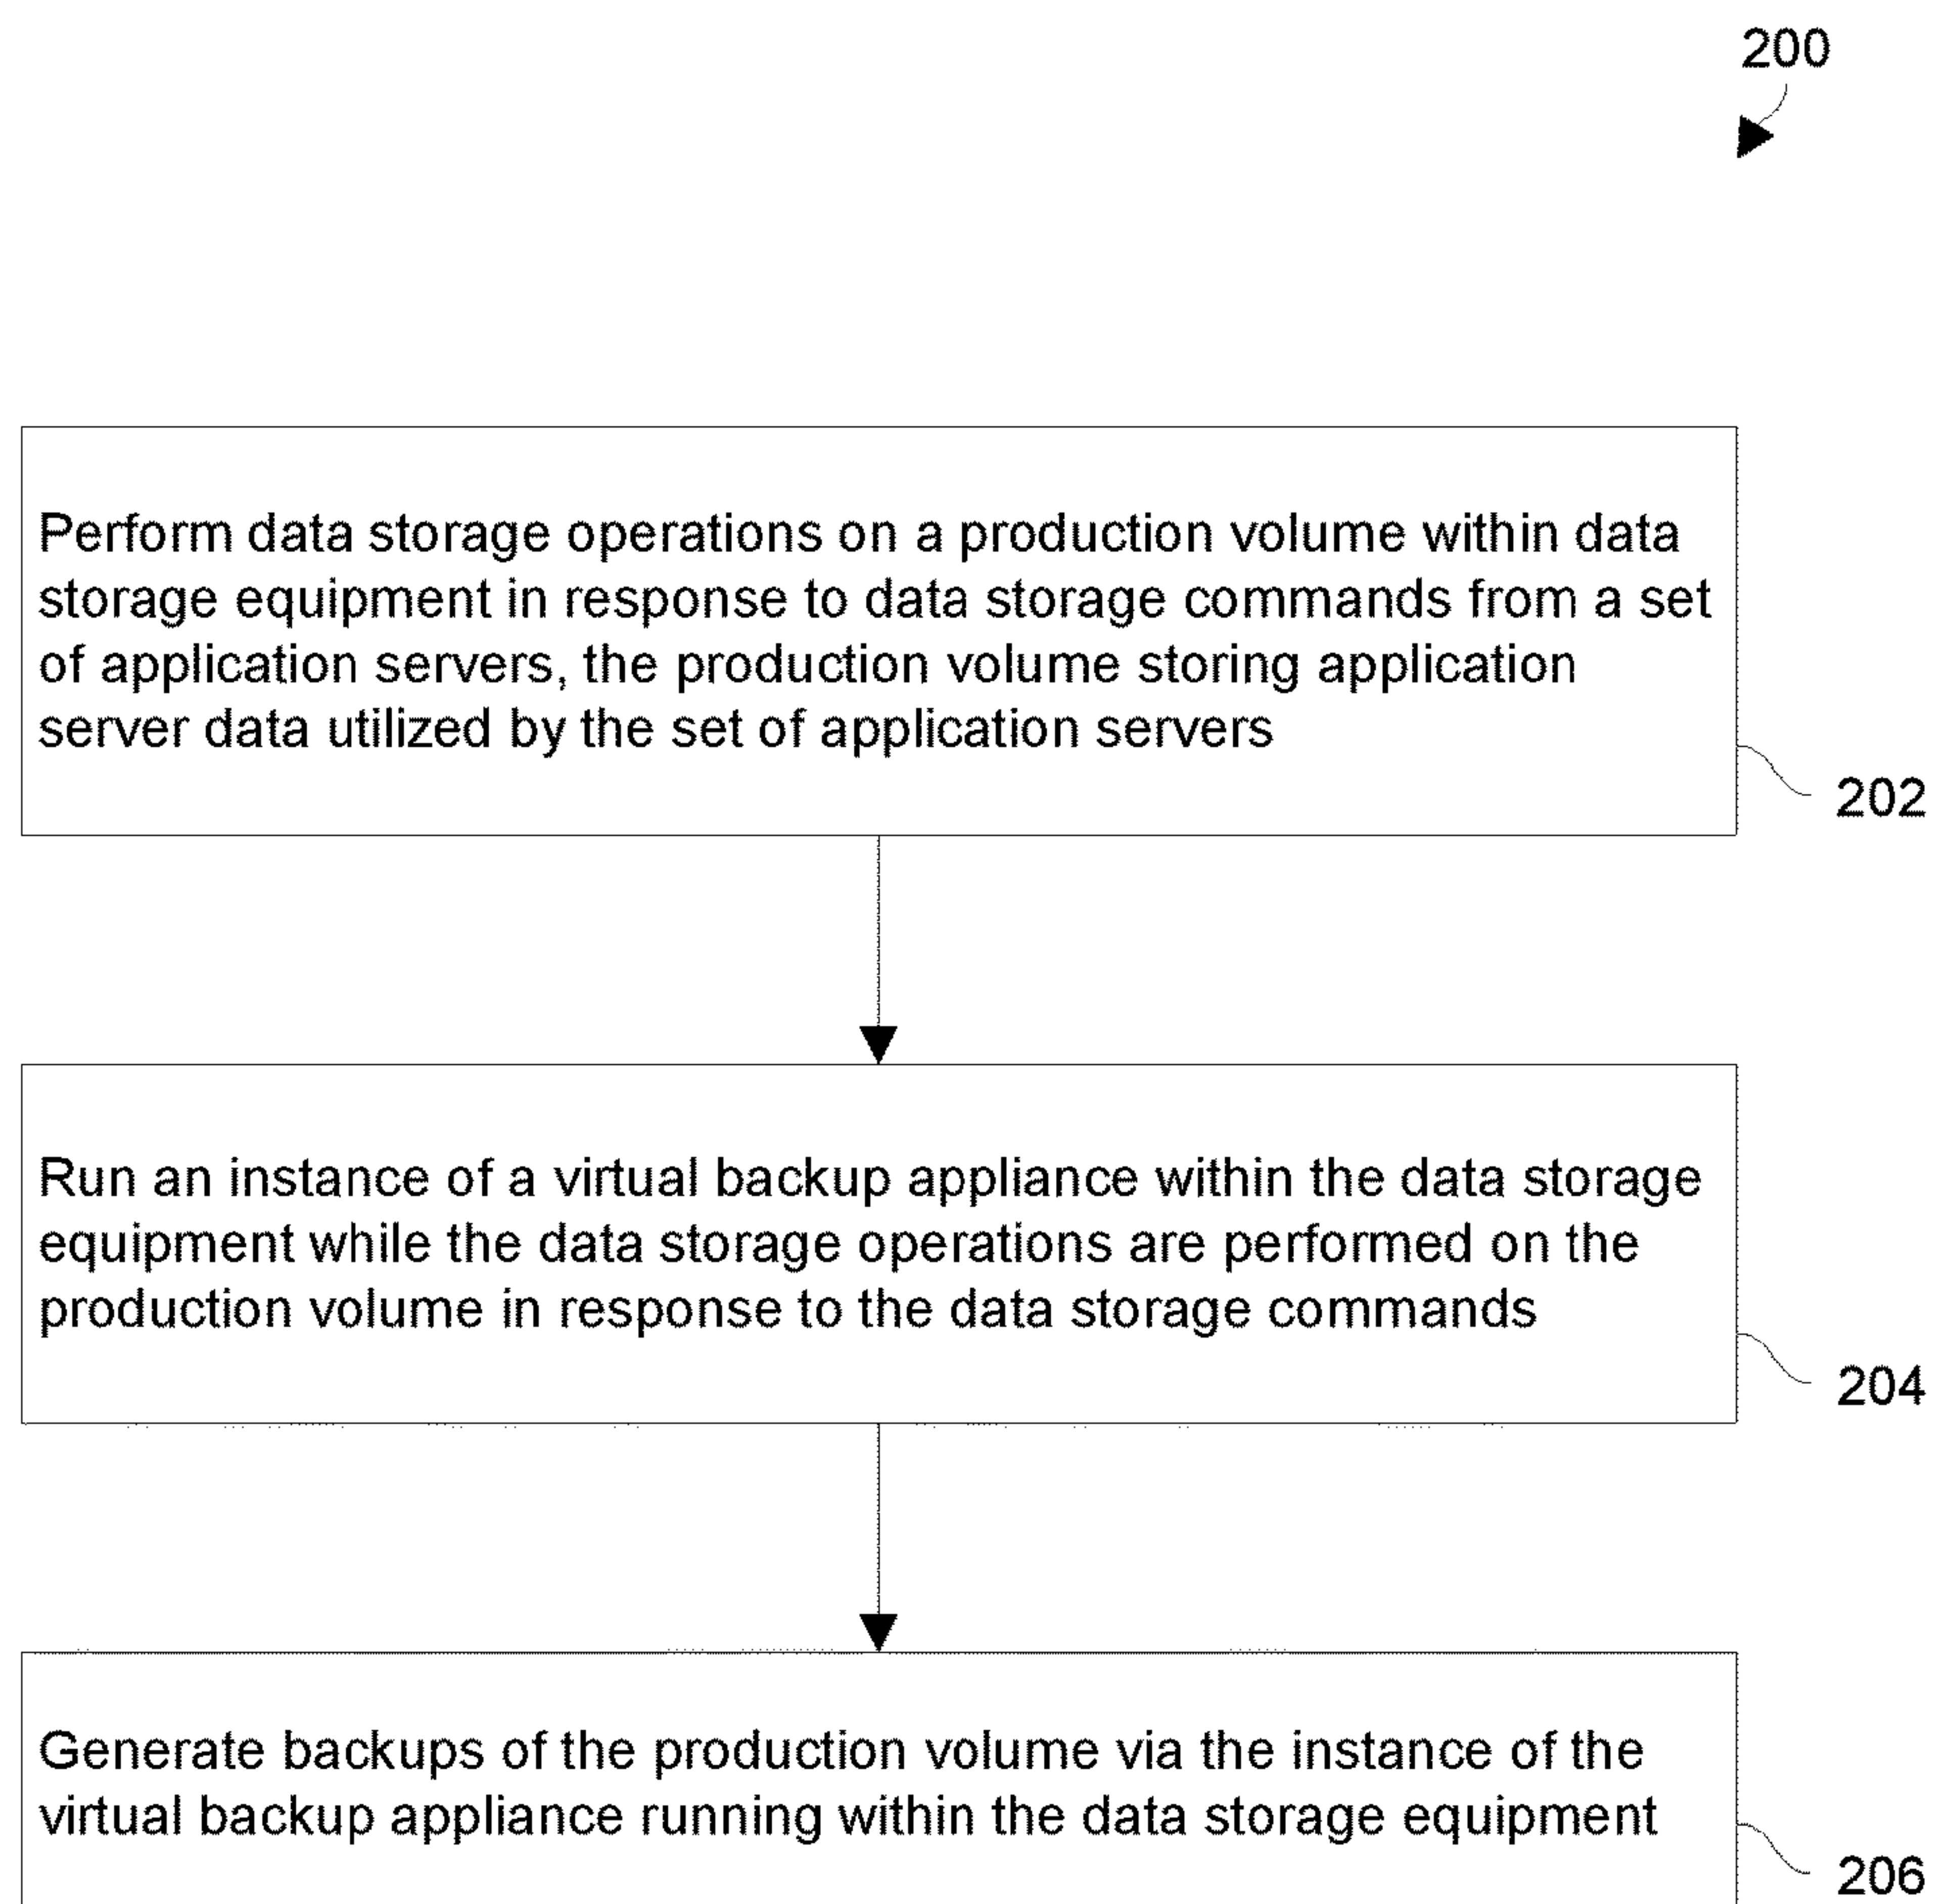 200
Perform data storage operations on a production volume within data
storage equipment in response to data storage commands from a set
of application servers, the production volume storing application
server data utilized by the set of application servers
202
Run an instance of a virtual backup appliance within the data storage
equipment while the data storage operations are performed on the
production volume in response to the data storage commands
204
Generate backups of the production volume via the instance of the
virtual backup appliance running within the data storage equipment
206